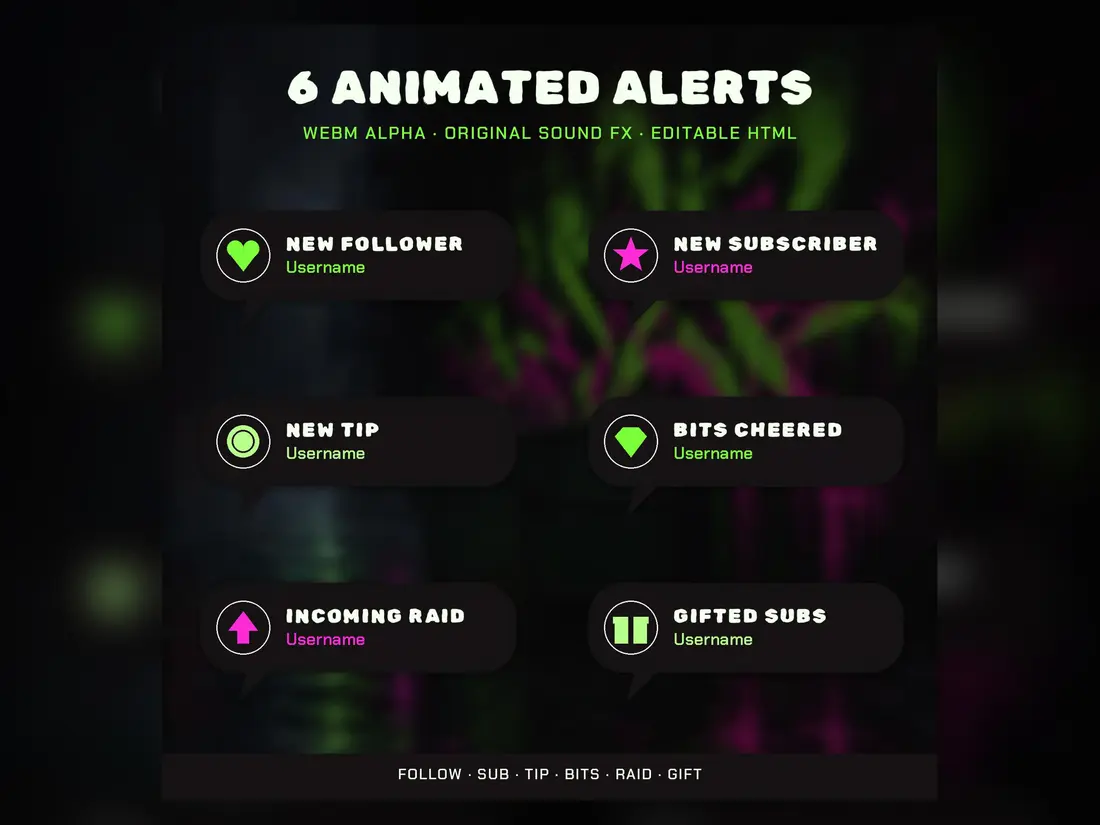 6 ANIMATED ALERTS
WEBM ALPHA · ORIGINAL SOUND FX · EDITABLE HTML
NEW FOLLOWER
Username
NEW SUBSCRIBER
Username
NEW TIP
Username
BITS CHEERED
Username
INCOMING RAID
Username
GIFTED SUBS
Username
FOLLOW · SUB · TIP · BITS · RAID · GIFT